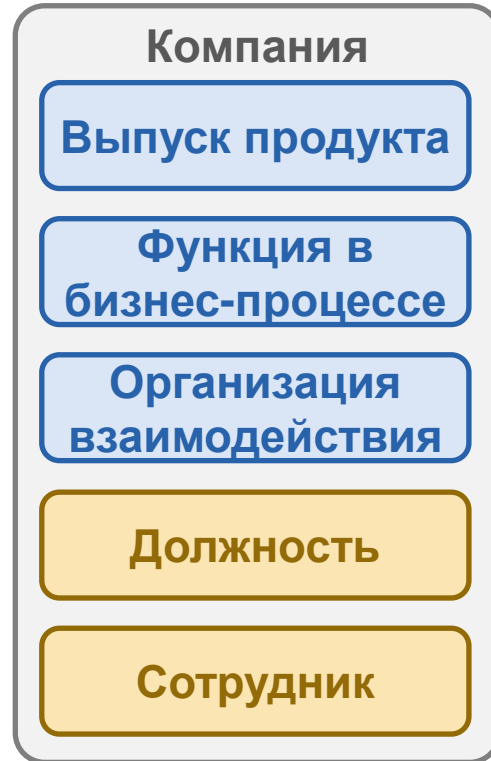 Компания
Выпуск продукта
Функция в
бизнес-процессе
Организация
взаимодействия
Должность
Сотрудник